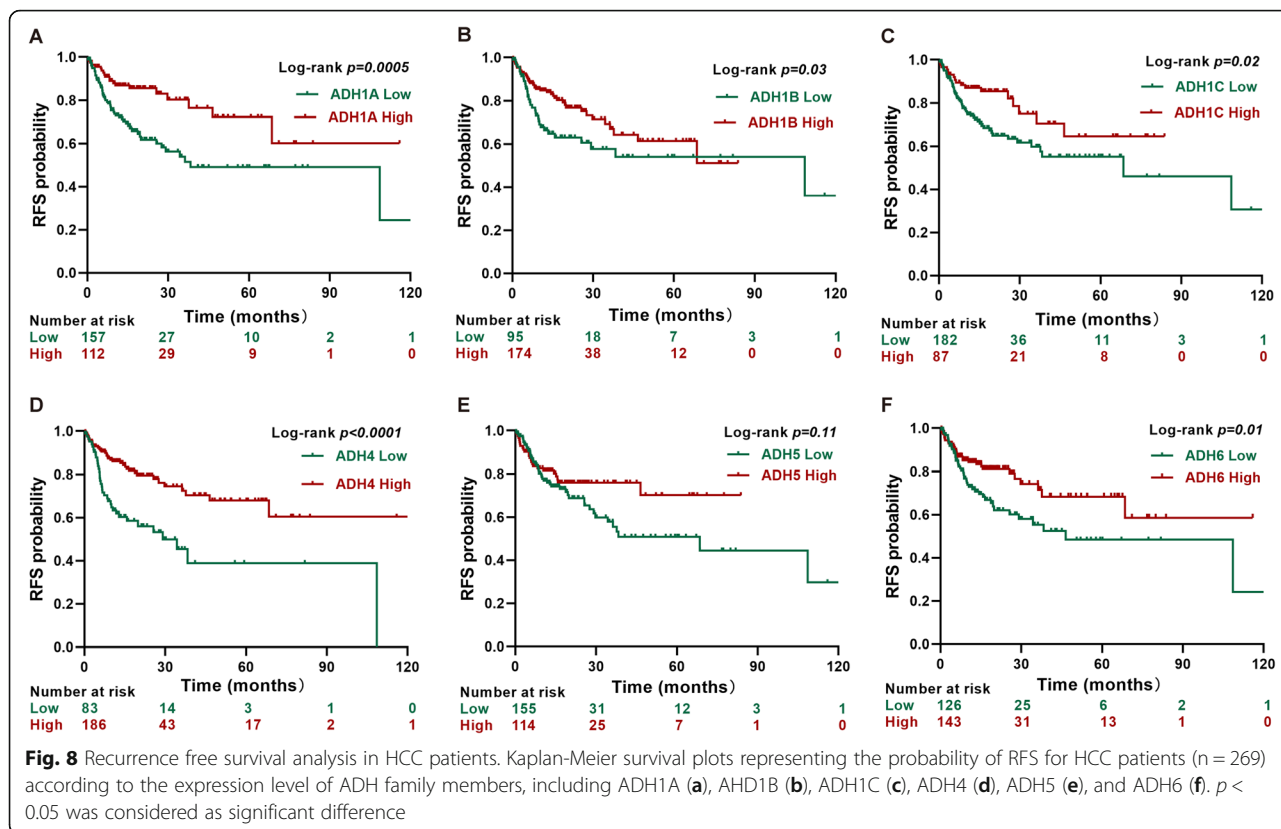 A
Log-rank p=0.0005
ADH1A Low
ADH1A High
RFS probability
1.0
0.8
0.6
0.4
0.2
0.0
0 30 60 90 120
Time (months)
Number at risk
Low 157 27 10 2 1
High 112 29 9 1 0
B
Log-rank p=0.03
ADH1B Low
ADH1B High
RFS probability
1.0
0.8
0.6
0.4
0.2
0.0
0 30 60 90 120
Time (months)
Number at risk
Low 95 18 7 3 1
High 174 38 12 0 0
C
Log-rank p=0.02
ADH1C Low
ADH1C High
RFS probability
1.0
0.8
0.6
0.4
0.2
0.0
0 30 60 90 120
Time (months)
Number at risk
Low 182 36 11 3 1
High 87 21 8 0 0
D
Log-rank p<0.0001
ADH4 Low
ADH4 High
RFS probability
1.0
0.8
0.6
0.4
0.2
0.0
0 30 60 90 120
Time (months)
Number at risk
Low 83 14 3 1 0
High 186 43 17 2 1
E
Log-rank p=0.11
ADH5 Low
ADH5 High
RFS probability
1.0
0.8
0.6
0.4
0.2
0.0
0 30 60 90 120
Time (months)
Number at risk
Low 155 31 12 3 1
High 114 25 7 1 0
F
Log-rank p=0.01
ADH6 Low
ADH6 High
RFS probability
1.0
0.8
0.6
0.4
0.2
0.0
0 30 60 90 120
Time (months)
Number at risk
Low 126 25 6 2 1
High 143 31 13 1 0
Fig. 8 Recurrence free survival analysis in HCC patients. Kaplan-Meier survival plots representing the probability of RFS for HCC patients (n = 269)
according to the expression level of ADH family members, including ADH1A (a), AHD1B (b), ADH1C (c), ADH4 (d), ADH5 (e), and ADH6 (f). p <
0.05 was considered as significant difference